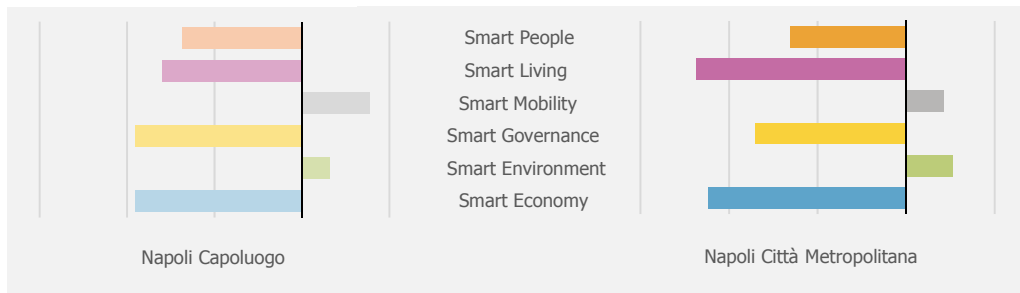 Smart People
Smart Living
Smart Mobility
Smart Governance
Smart Environment
Smart Economy
Napoli Capoluogo
Napoli Città Metropolitana